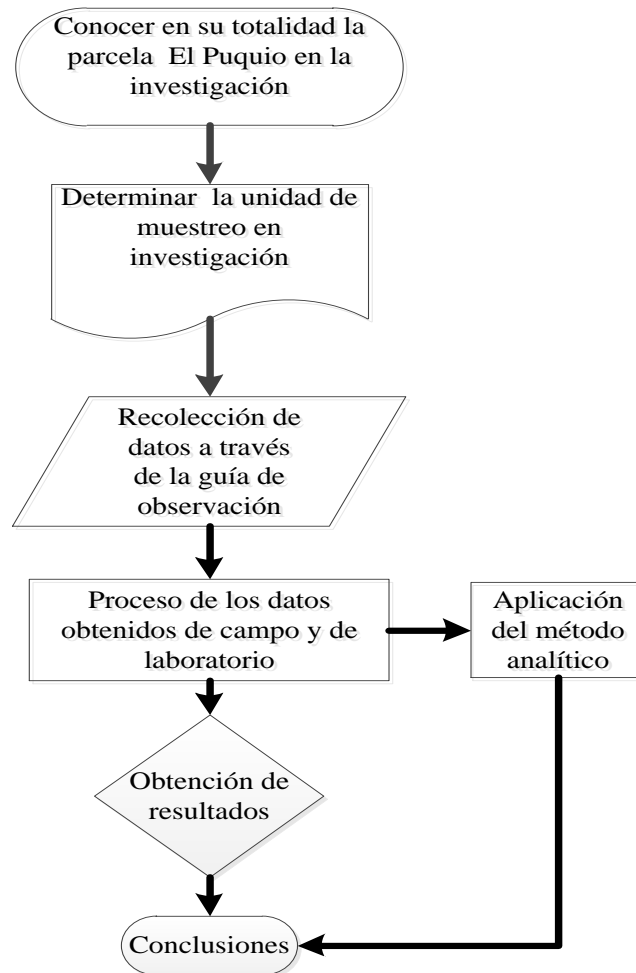 Conocer en su totalidad la
parcela El Puquio en la
investigación
Determinar la unidad de
muestreo en
investigación
Recolección de
datos a través
de la guía de
observación
Proceso de los datos
obtenidos de campo y de
laboratorio
Aplicación
del método
analítico
Obtención de
resultados
Conclusiones